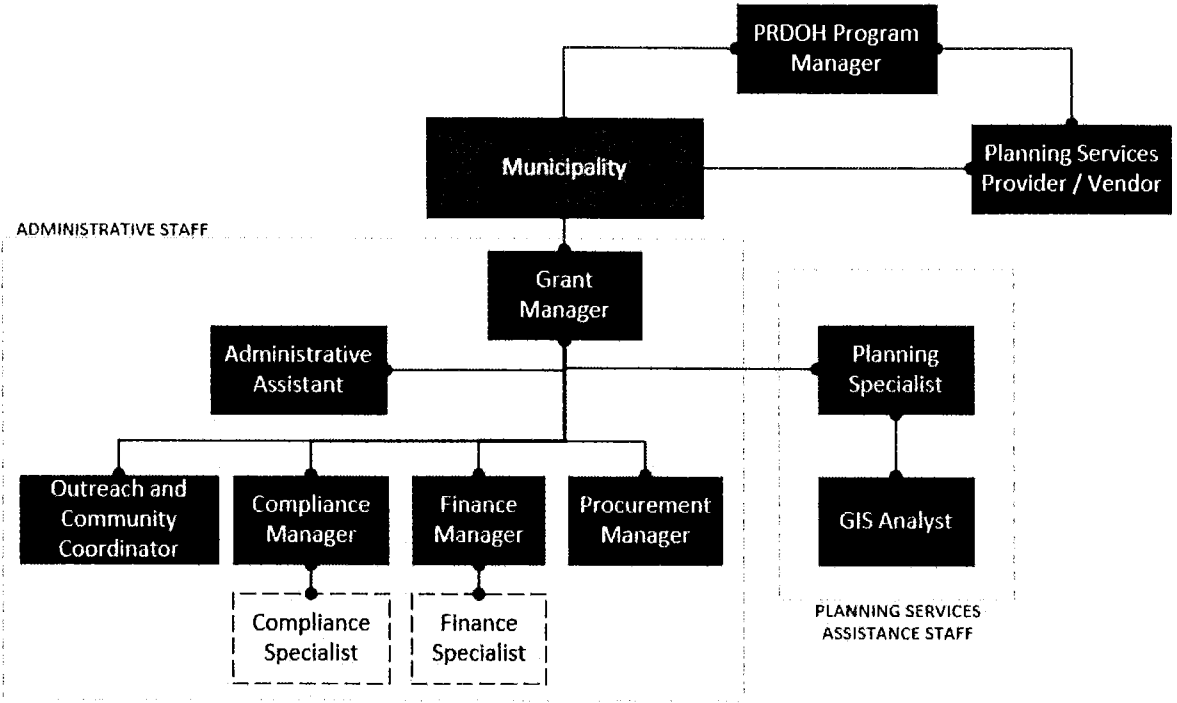 PRDOH Program
Manager
Municipality
Planning Services
Provider / Vendor
ADMINISTRATIVE STAFF
Grant
Manager
Administrative
Assistant
Planning
Specialist
Outreach and
Community
Coordinator
Compliance
Manager
Finance
Manager
Procurement
Manager
GIS Analyst
Compliance
Specialist
Finance
Specialist
PLANNING SERVICES
ASSISTANCE STAFF